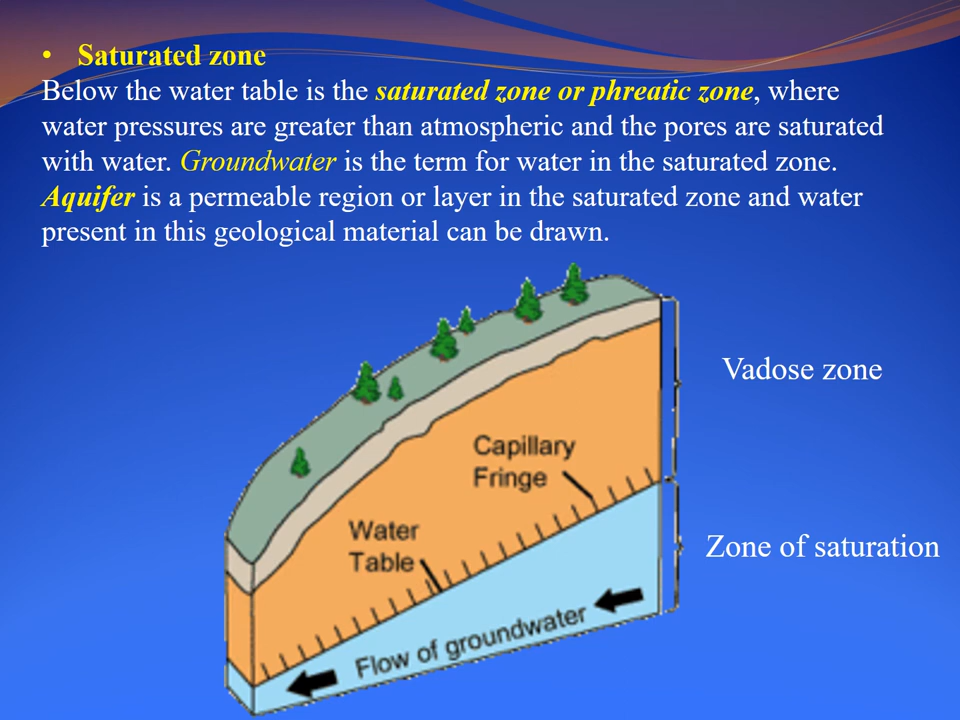 • Saturated zone
Below the water table is the saturated zone or phreatic zone, where
water pressures are greater than atmospheric and the pores are saturated
with water. Groundwater is the term for water in the saturated zone.
Aquifer is a permeable region or layer in the saturated zone and water
present in this geological material can be drawn.
Vadose zone
Capillary
Fringe
Water
Table
Zone of saturation
Flow of groundwater